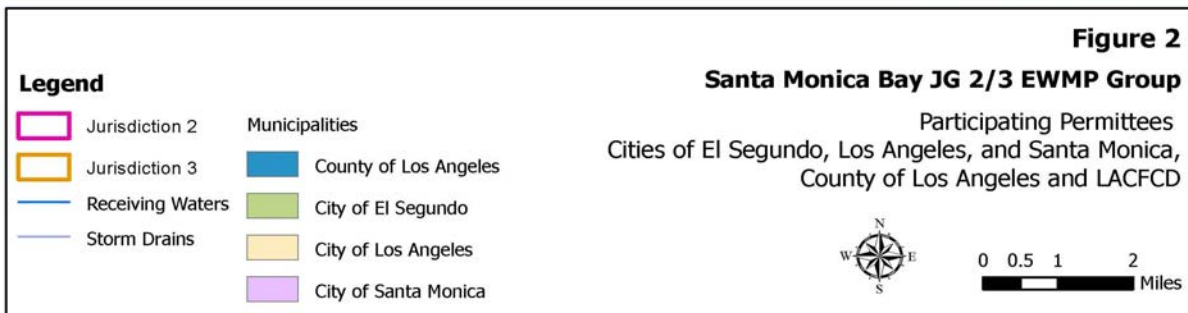 Figure 2
Santa Monica Bay JG 2/3 EWMP Group
Participating Permittees
Cities of El Segundo, Los Angeles, and Santa Monica,
County of Los Angeles and LACFCD
Legend
Jurisdiction 2
Jurisdiction 3
Receiving Waters
Storm Drains
Municipalities
County of Los Angeles
City of El Segundo
City of Los Angeles
City of Santa Monica
N
W E
S
0 0.5 1 2
Miles